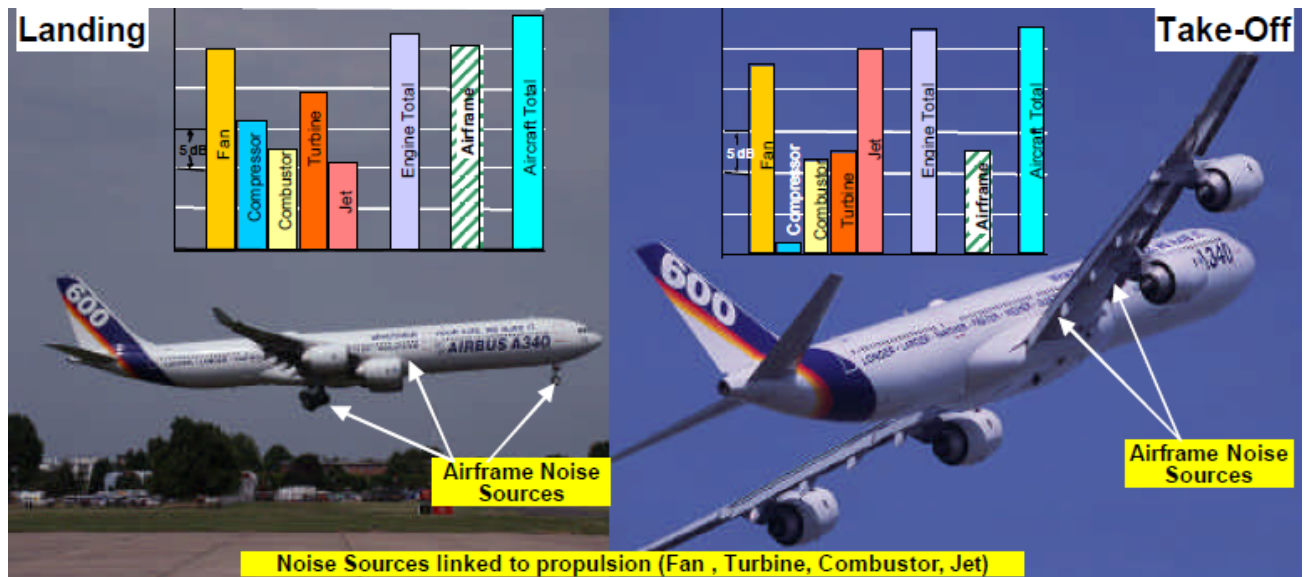 Landing
Take-Off
5 dB
Fan
Compressor
Combustor
Turbine
Jet
Engine Total
Airframe
Aircraft Total
5 dB
Fan
Compressor
Combustor
Turbine
Jet
Engine Total
Airframe
Aircraft Total
600
AIRBUS A340
600
A340
Airframe Noise
Sources
Airframe Noise
Sources
Noise Sources linked to propulsion (Fan , Turbine, Combustor, Jet)